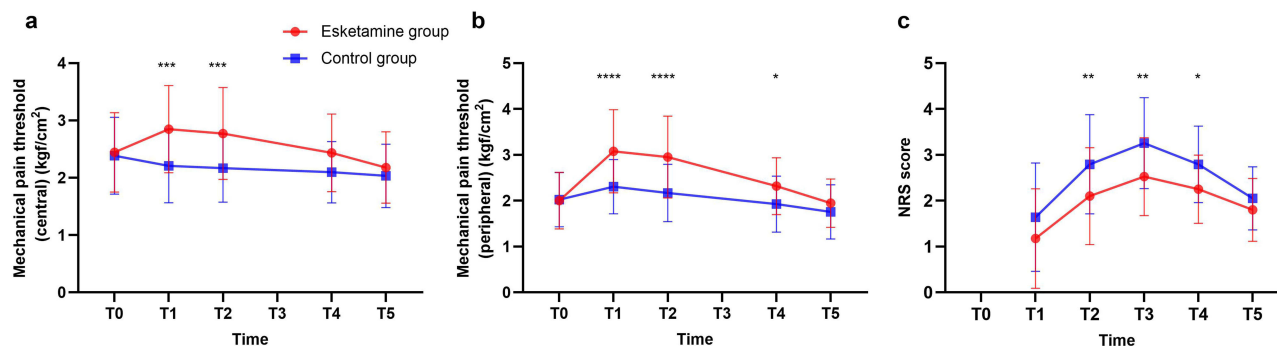 a
Esketamine group
Control group
Mechanical pain threshold
(central) (kgf/cm²)
4
3
2
1
0
*** ***
T0 T1 T2 T3 T4 T5
Time
b
Mechanical pain threshold
(peripheral) (kgf/cm²)
5
4
3
2
1
0
**** **** *
T0 T1 T2 T3 T4 T5
Time
c
NRS score
5
4
3
2
1
0
** ** *
T0 T1 T2 T3 T4 T5
Time